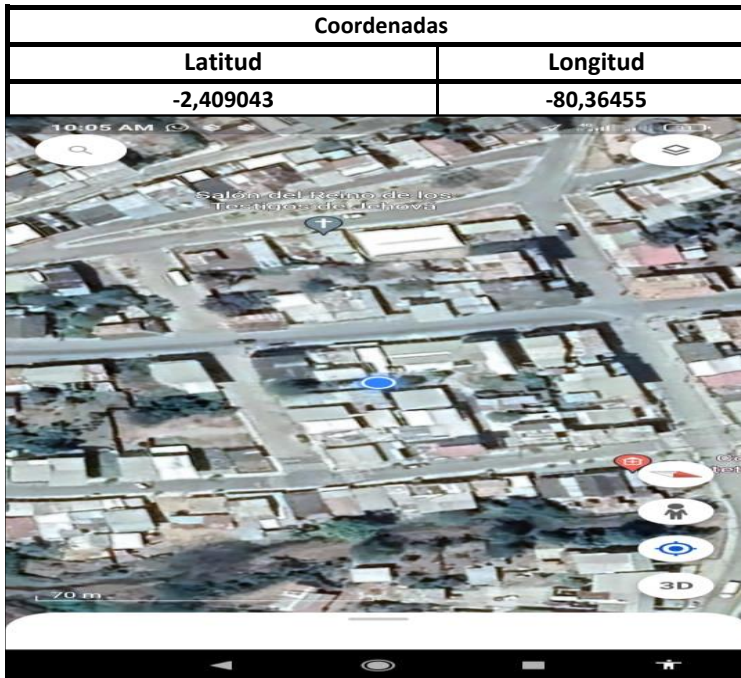 Coordenadas
Latitud Longitud
-2,409043 -80,36455
10:05 AM
Salón del Reino de los
Testigos de Jehová
70 m
3D